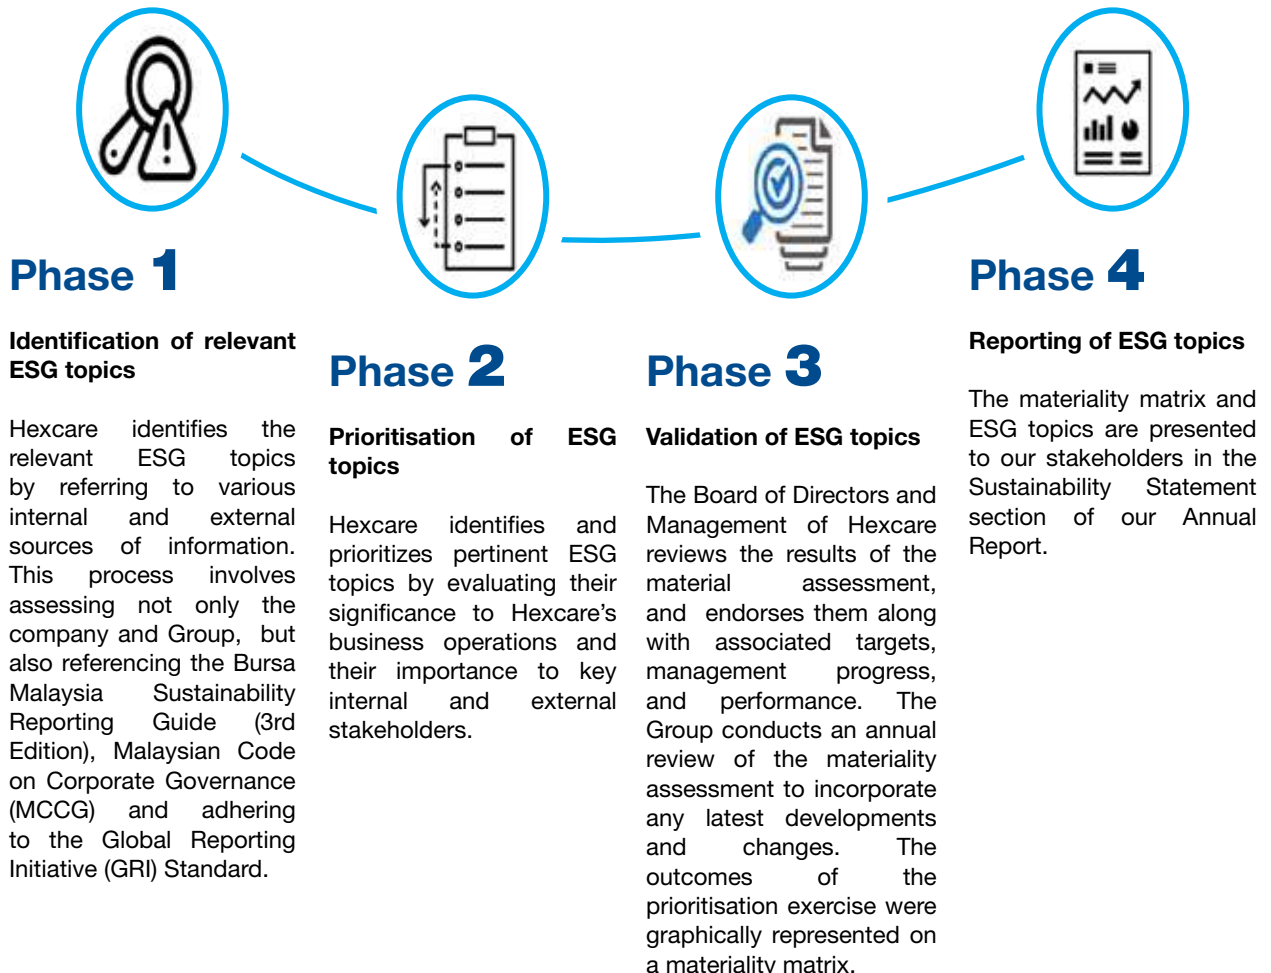 Phase 1
Identification of relevant
ESG topics
Hexcare identifies the
relevant ESG topics
by referring to various
internal and external
sources of information.
This process involves
assessing not only the
company and Group, but
also referencing the Bursa
Malaysia Sustainability
Reporting Guide (3rd
Edition), Malaysian Code
on Corporate Governance
(MCCG) and adhering
to the Global Reporting
Initiative (GRI) Standard.
Phase 2
Prioritisation of ESG
topics
Hexcare identifies and
prioritizes pertinent ESG
topics by evaluating their
significance to Hexcare's
business operations and
their importance to key
internal and external
stakeholders.
Phase 3
Validation of ESG topics
The Board of Directors and
Management of Hexcare
reviews the results of the
material assessment,
and endorses them along
with associated targets,
management progress,
and performance. The
Group conducts an annual
review of the materiality
assessment to incorporate
any latest developments
and changes. The
outcomes of the
prioritisation exercise were
graphically represented on
a materiality matrix.
Phase 4
Reporting of ESG topics
The materiality matrix and
ESG topics are presented
to our stakeholders in the
Sustainability Statement
section of our Annual
Report.